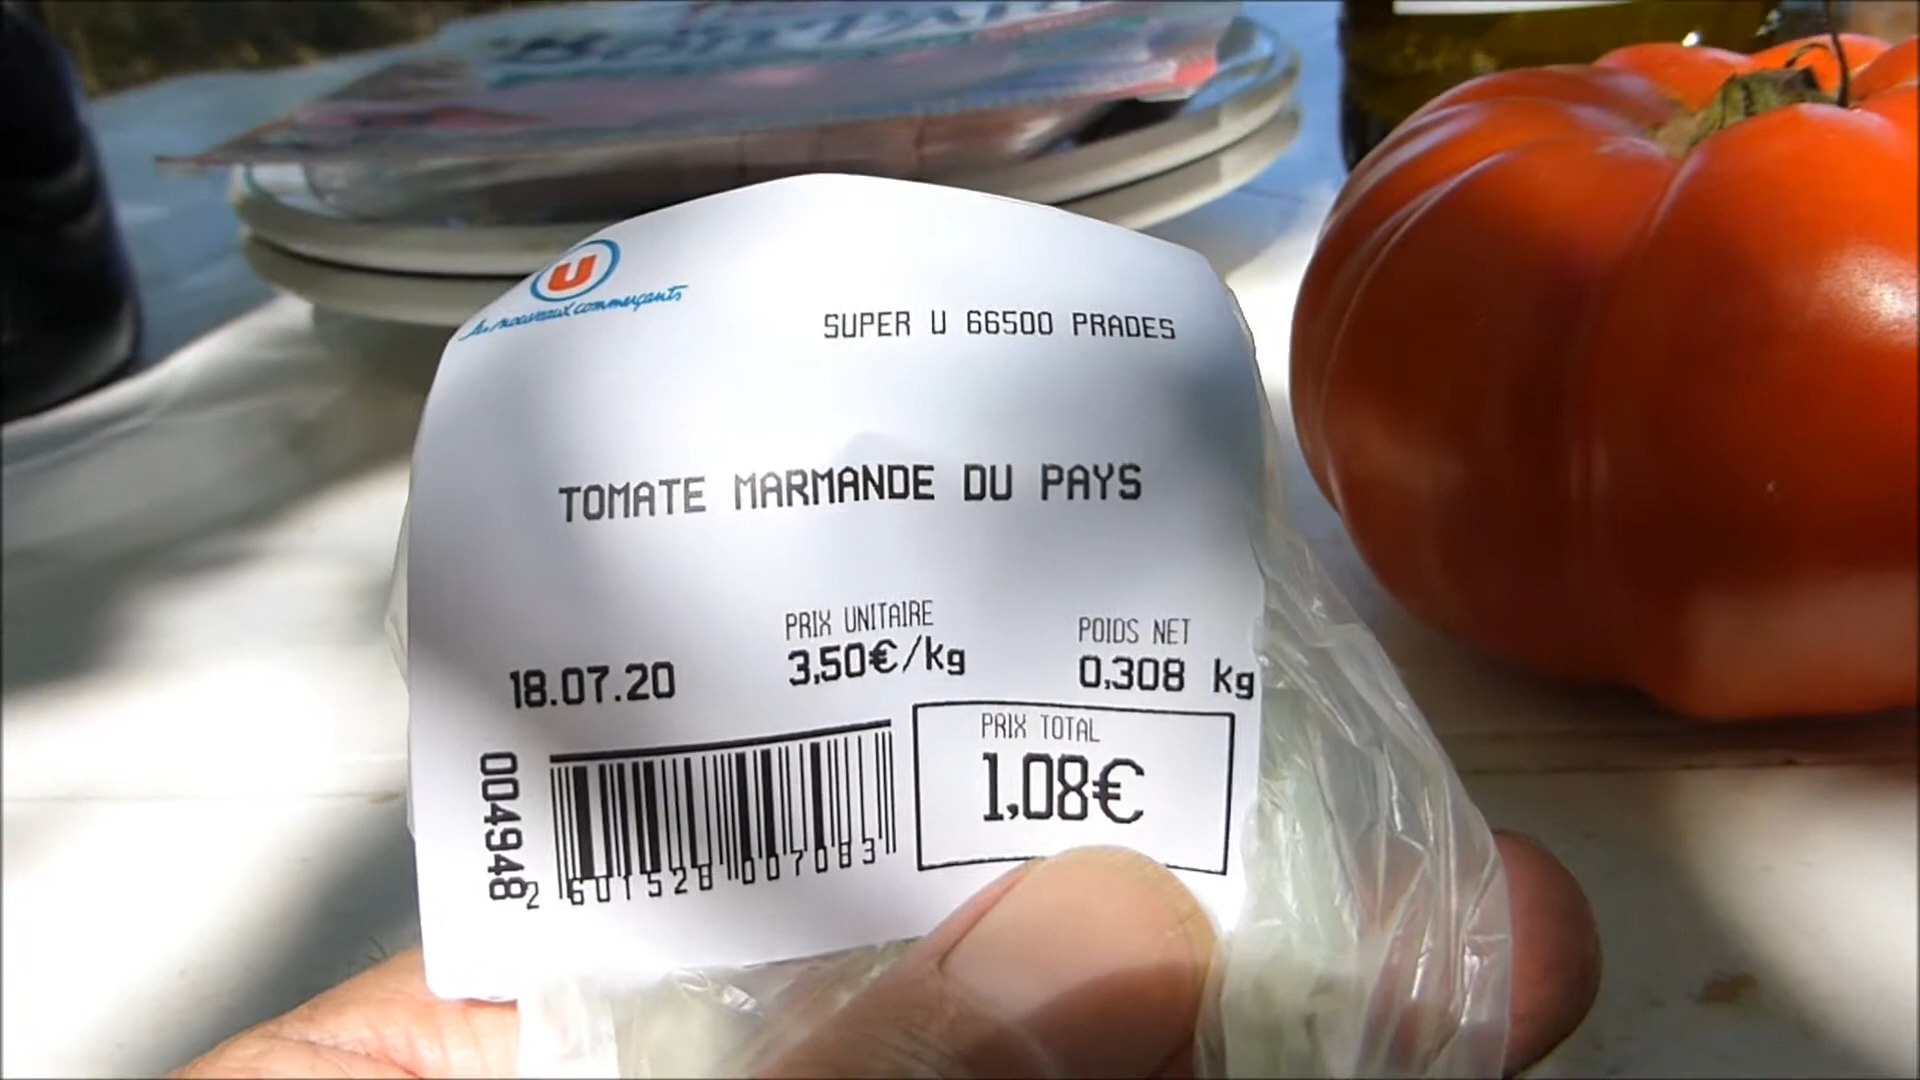 U
les nouveaux commerçants
SUPER U 66500 PRADES
TOMATE MARMANDE DU PAYS
PRIX UNITAIRE
3,50€/kg
POIDS NET
0,308 kg
18.07.20
PRIX TOTAL
1,08€
004948
2 601528 007083